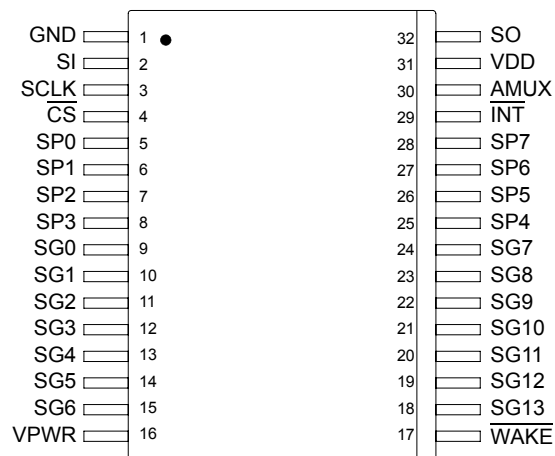 GND 1 32 SO
SI 2 31 VDD
SCLK 3 30 AMUX
CS 4 29 INT
SP0 5 28 SP7
SP1 6 27 SP6
SP2 7 26 SP5
SP3 8 25 SP4
SG0 9 24 SG7
SG1 10 23 SG8
SG2 11 22 SG9
SG3 12 21 SG10
SG4 13 20 SG11
SG5 14 19 SG12
SG6 15 18 SG13
VPWR 16 17 WAKE